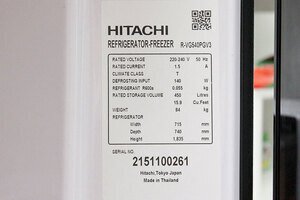 HITACHI
REFRIGERATOR-FREEZER R-VG540PGV3
RATED VOLTAGE 220-240 V 50 Hz
RATED CURRENT 1.5 A
CLIMATE CLASS T
DEFROSTING INPUT 140 W
REFRIGERANT R600a 0.055 kg
RATED STORAGE VOLUME 450 Litres
15.9 Cu.Feet
WEIGHT 84 kg
REFRIGERATOR
Width 715 mm
Depth 740 mm
Height 1,835 mm
SERIAL NO.
2151100261
Hitachi,Tokyo Japan
Made in Thailand